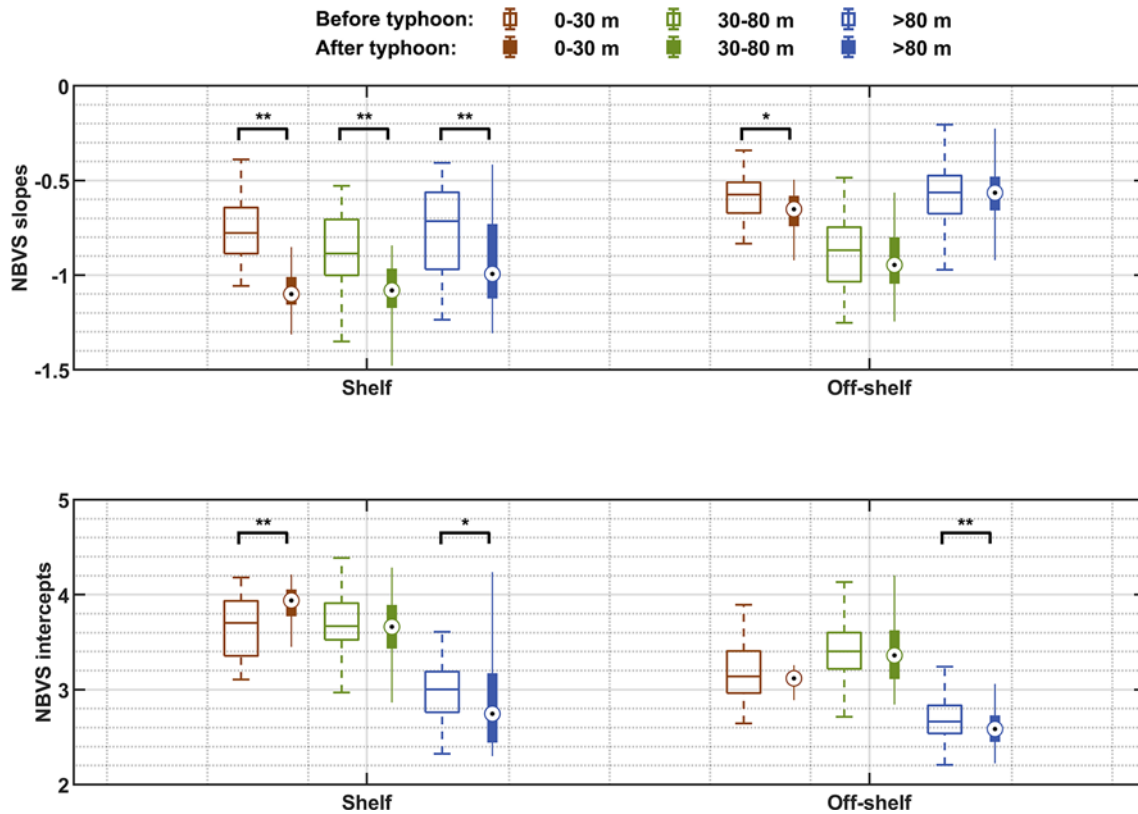 Before typhoon: 0-30 m 30-80 m >80 m
After typhoon: 0-30 m 30-80 m >80 m
0
** ** ** *
-0.5
NBVS slopes
-1
-1.5
Shelf Off-shelf
5
** * **
4
NBVS intercepts
3
2
Shelf Off-shelf